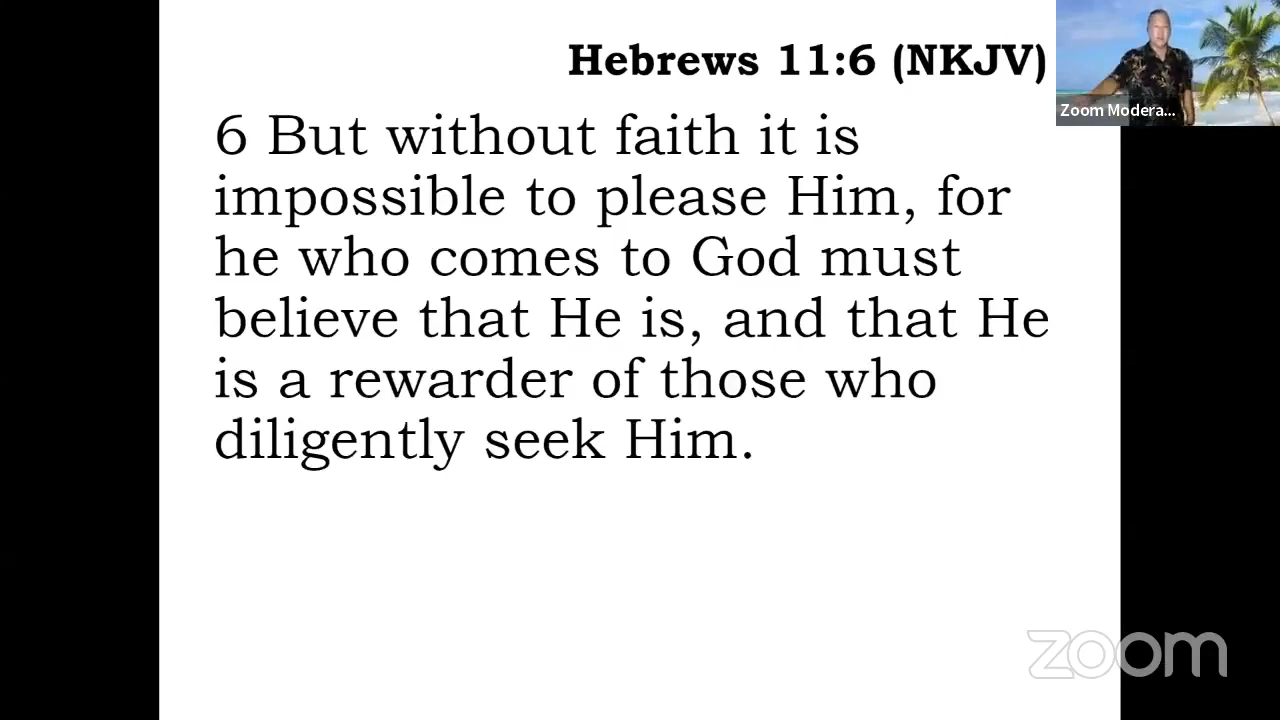 Hebrews 11:6 (NKJV)
Zoom Modera...
6 But without faith it is
impossible to please Him, for
he who comes to God must
believe that He is, and that He
is a rewarder of those who
diligently seek Him.
zoom